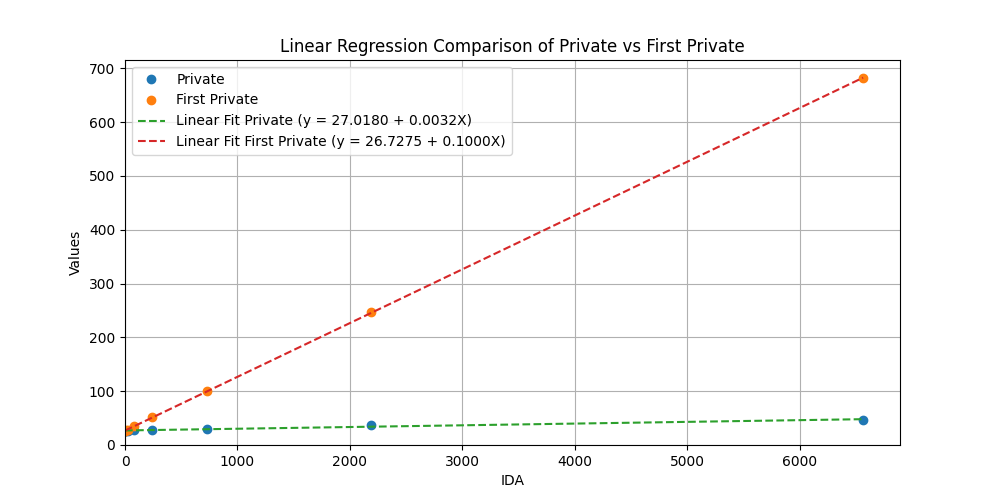 Linear Regression Comparison of Private vs First Private
Private
First Private
Linear Fit Private (y = 27.0180 + 0.0032X)
Linear Fit First Private (y = 26.7275 + 0.1000X)
700
600
500
400
300
200
100
0
Values
0 1000 2000 3000 4000 5000 6000
IDA